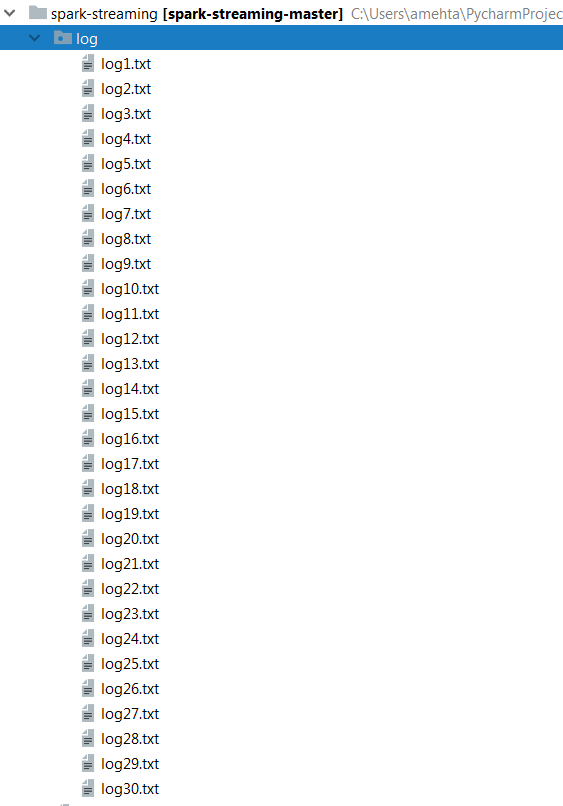 spark-streaming [spark-streaming-master] C:\Users\amehta\PycharmProjec
log
log1.txt
log2.txt
log3.txt
log4.txt
log5.txt
log6.txt
log7.txt
log8.txt
log9.txt
log10.txt
log11.txt
log12.txt
log13.txt
log14.txt
log15.txt
log16.txt
log17.txt
log18.txt
log19.txt
log20.txt
log21.txt
log22.txt
log23.txt
log24.txt
log25.txt
log26.txt
log27.txt
log28.txt
log29.txt
log30.txt